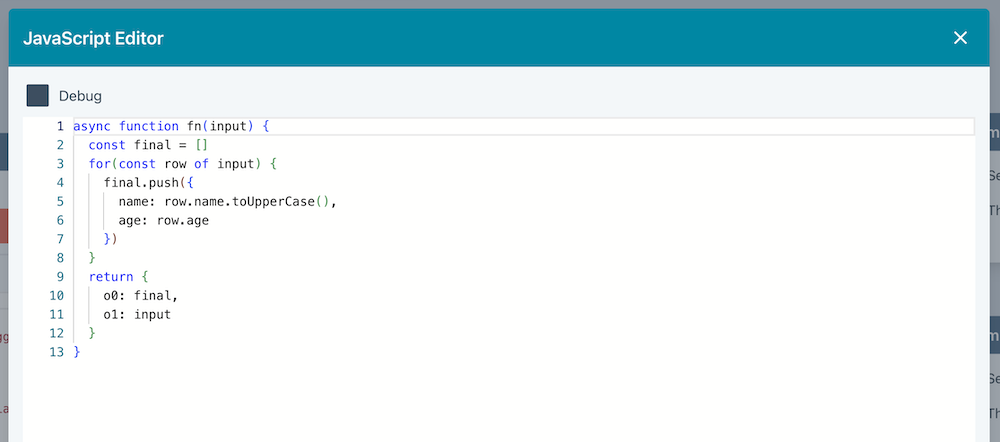 JavaScript Editor
Debug
1 async function fn(input) {
2   const final = []
3   for(const row of input) {
4     final.push({
5       name: row.name.toUpperCase(),
6       age: row.age
7     })
8   }
9   return {
10     o0: final,
11     o1: input
12   }
13 }